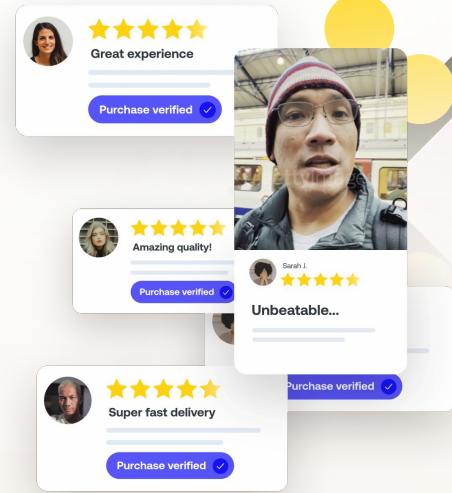 Great experience
Purchase verified
Amazing quality!
Purchase verified
Sarah J.
Unbeatable...
Purchase verified
Super fast delivery
Purchase verified